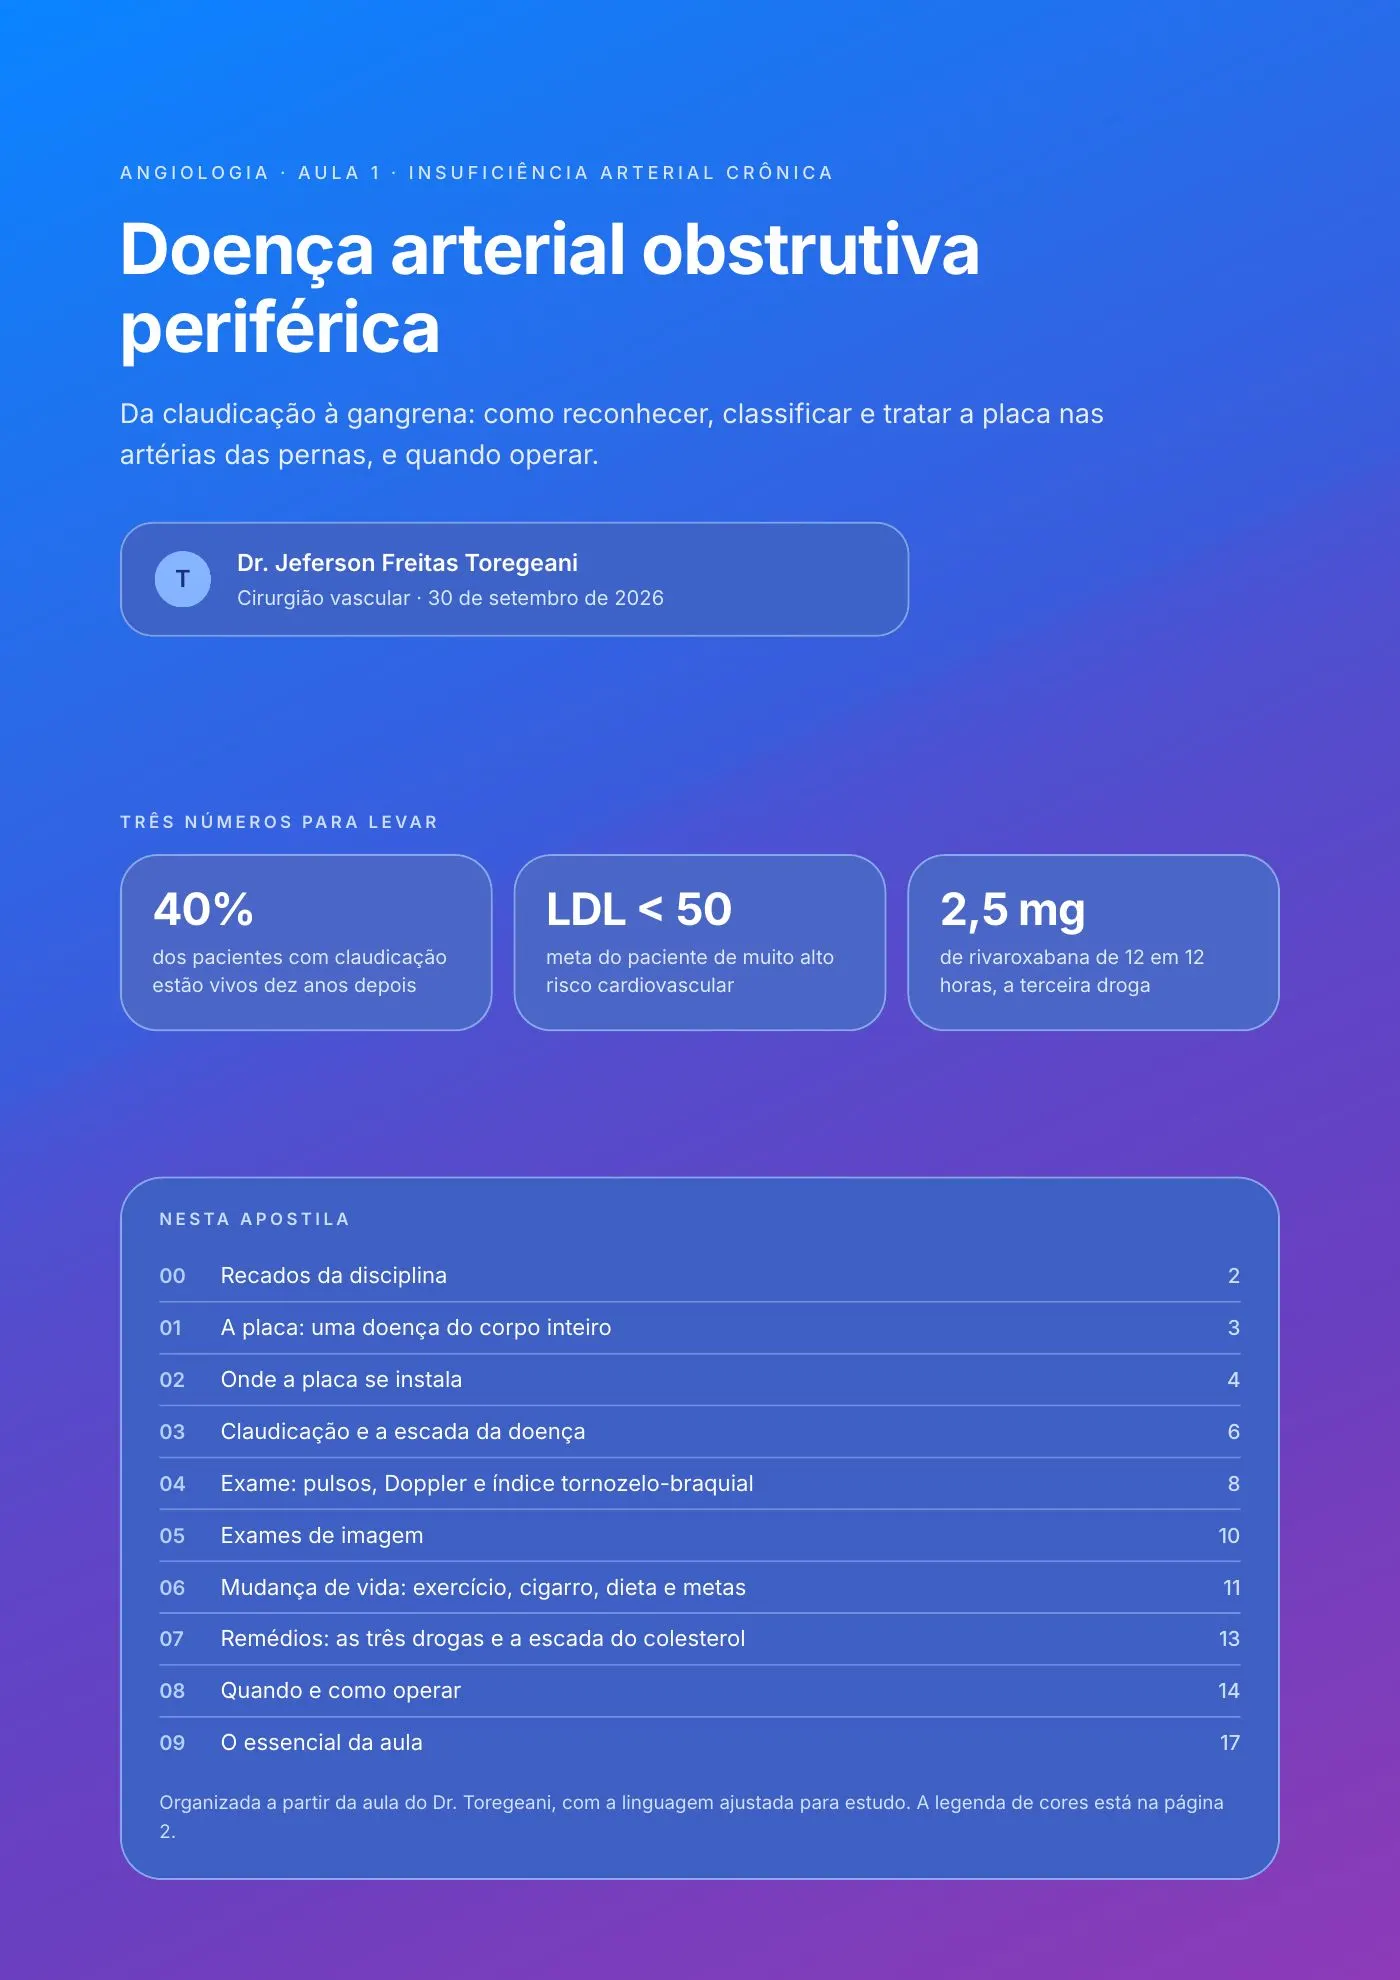 ANGIOLOGIA · AULA 1 · INSUFICIÊNCIA ARTERIAL CRÔNICA
Doença arterial obstrutiva
periférica
Da claudicação à gangrena: como reconhecer, classificar e tratar a placa nas
artérias das pernas, e quando operar.
T
Dr. Jeferson Freitas Toregeani
Cirurgião vascular · 30 de setembro de 2026
TRÊS NÚMEROS PARA LEVAR
40%
dos pacientes com claudicação
estão vivos dez anos depois
LDL < 50
meta do paciente de muito alto
risco cardiovascular
2,5 mg
de rivaroxabana de 12 em 12
horas, a terceira droga
NESTA APOSTILA
00 Recados da disciplina 2
01 A placa: uma doença do corpo inteiro 3
02 Onde a placa se instala 4
03 Claudicação e a escada da doença 6
04 Exame: pulsos, Doppler e índice tornozelo-braquial 8
05 Exames de imagem 10
06 Mudança de vida: exercício, cigarro, dieta e metas 11
07 Remédios: as três drogas e a escada do colesterol 13
08 Quando e como operar 14
09 O essencial da aula 17
Organizada a partir da aula do Dr. Toregeani, com a linguagem ajustada para estudo. A legenda de cores está na página
2.